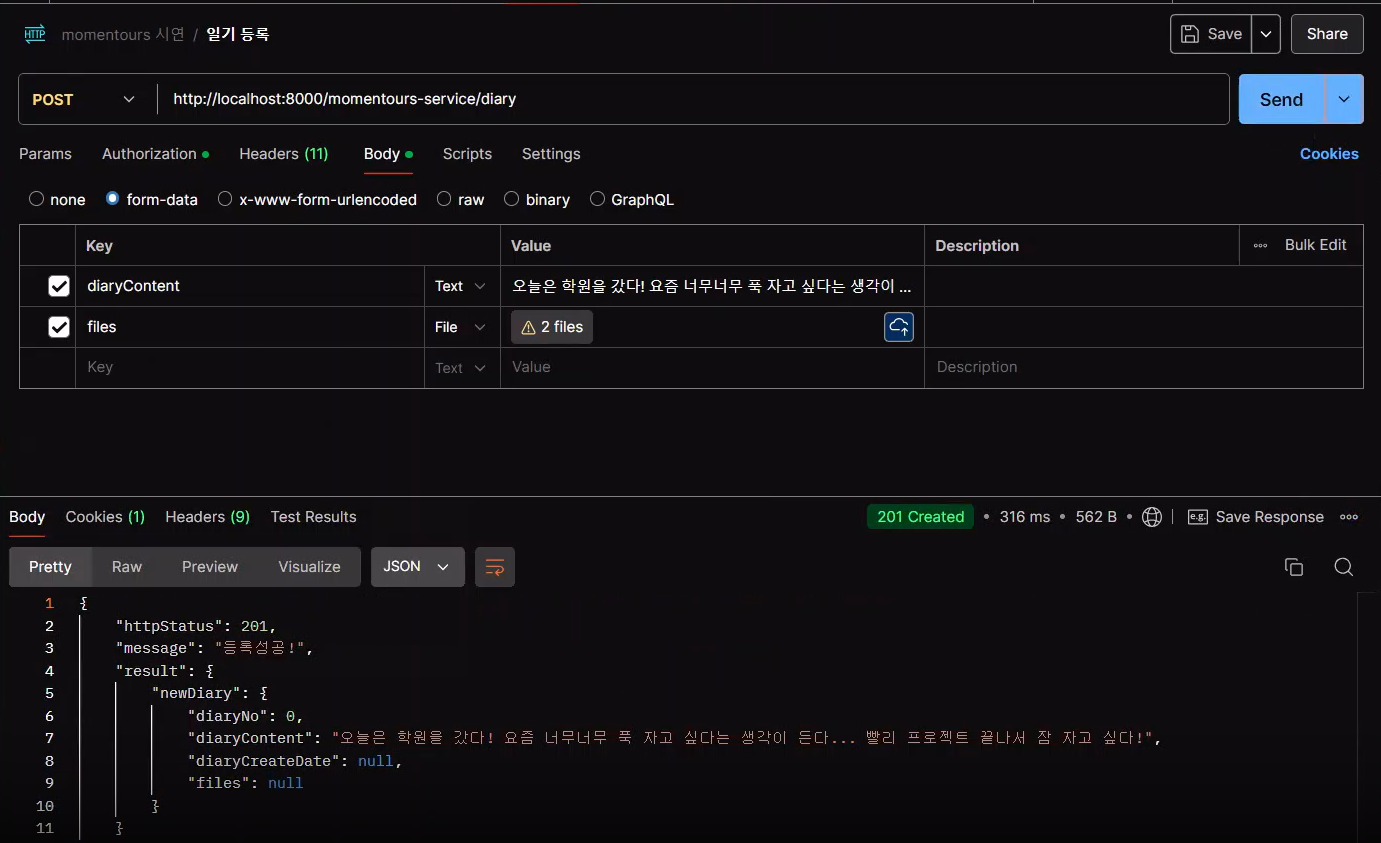 HTTP momentours 시연 / 일기 등록 Save Share
POST http://localhost:8000/momentours-service/diary Send
Params Authorization Headers (11) Body Scripts Settings Cookies
none form-data x-www-form-urlencoded raw binary GraphQL
Key Value Description Bulk Edit
diaryContent Text 오늘은 학원을 갔다! 요즘 너무너무 푹 자고 싶다는 생각이 ...
files File 2 files
Key Text Value Description
Body Cookies (1) Headers (9) Test Results 201 Created • 316 ms • 562 B • e.g. Save Response
Pretty Raw Preview Visualize JSON
1 {
2 "httpStatus": 201,
3 "message": "등록성공!",
4 "result": {
5 "newDiary": {
6 "diaryNo": 0,
7 "diaryContent": "오늘은 학원을 갔다! 요즘 너무너무 푹 자고 싶다는 생각이 든다... 빨리 프로젝트 끝나서 잠 자고 싶다!",
8 "diaryCreateDate": null,
9 "files": null
10 }
11 }